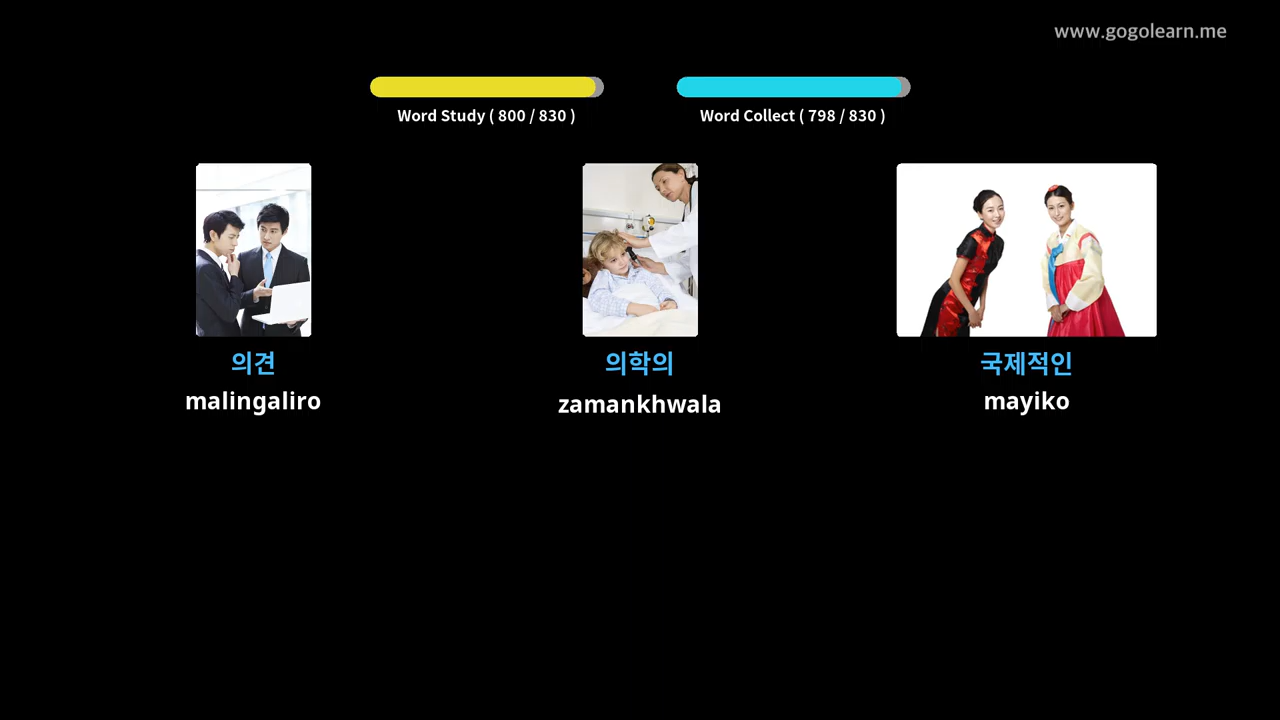 www.gogolearn.me
Word Study ( 800 / 830 )
Word Collect ( 798 / 830 )
의견
의학의
국제적인
malingaliro
zamankhwala
mayiko